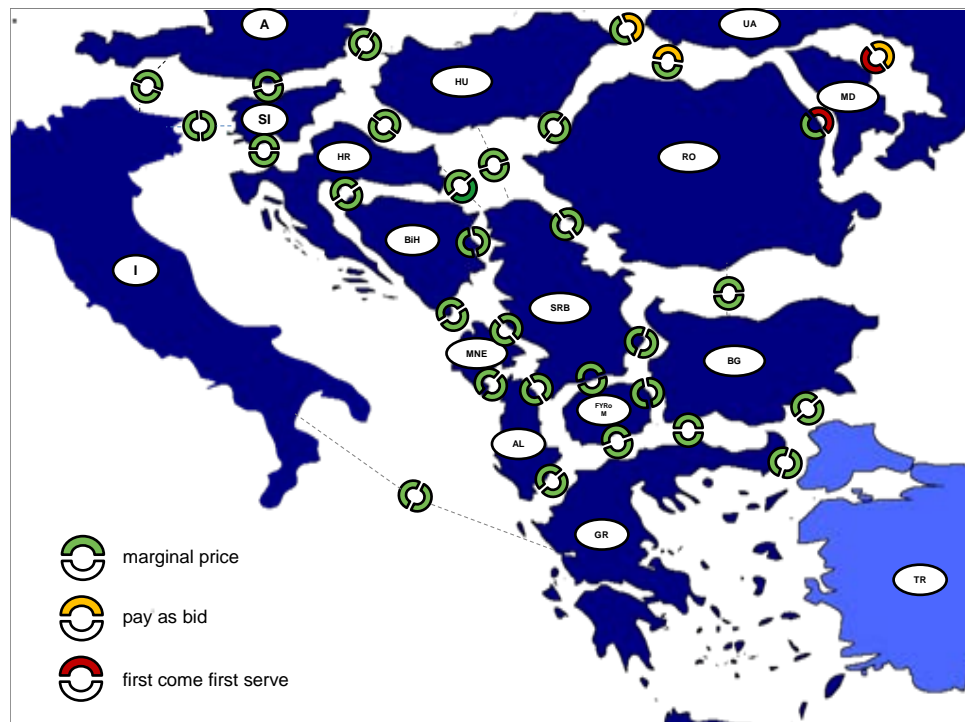 A
UA
HU
MD
SI
HR
RO
BiH
I
SRB
MNE
BG
FYRo
M
AL
GR
TR
marginal price
pay as bid
first come first serve